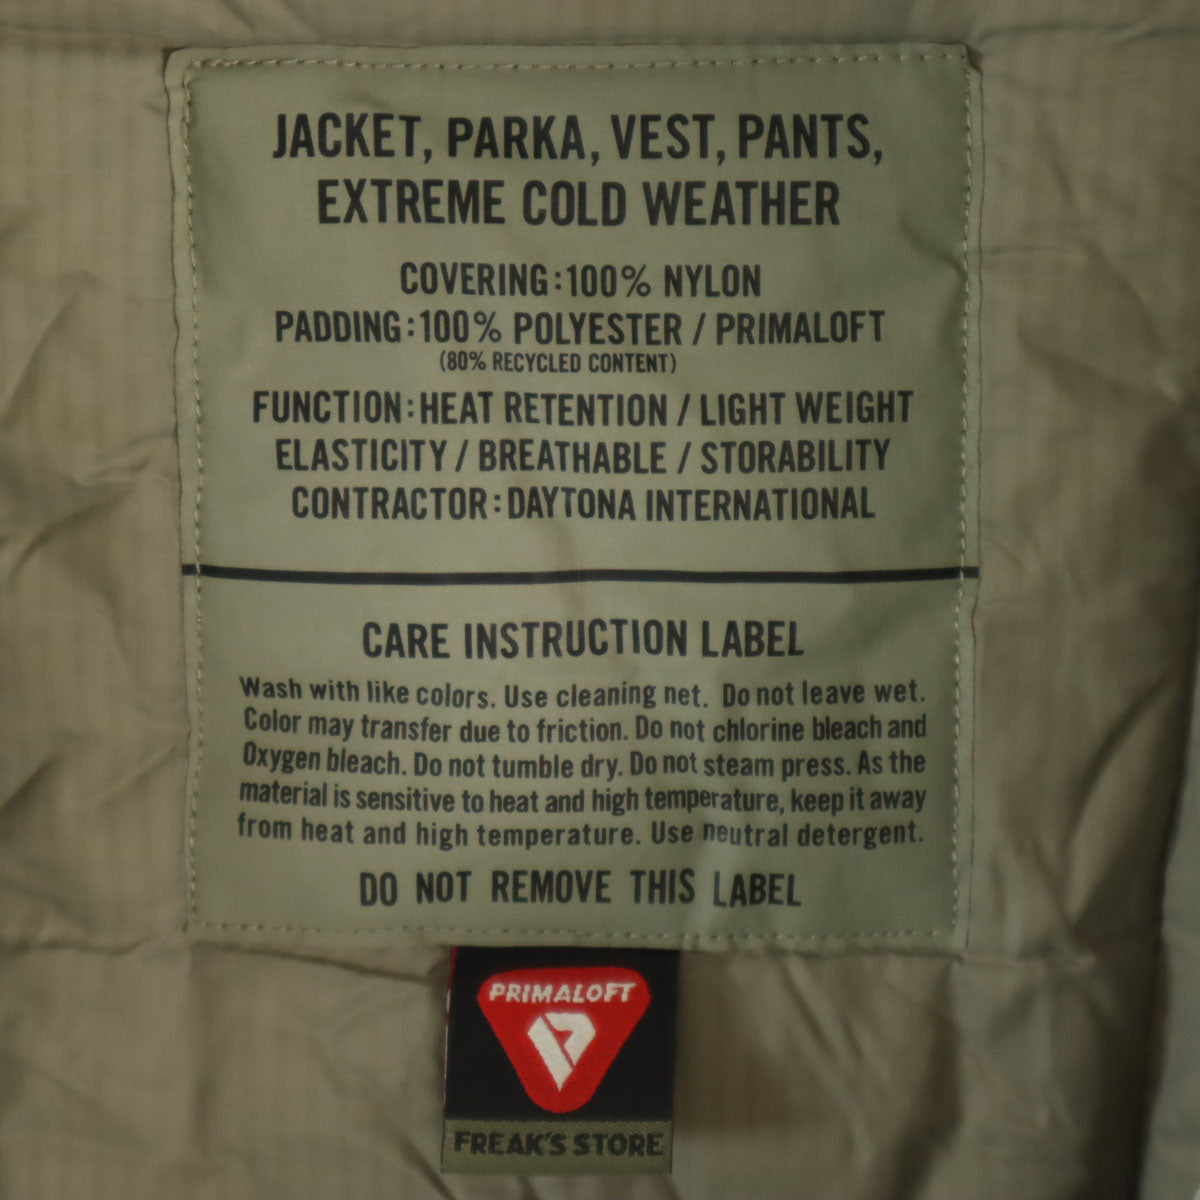 JACKET, PARKA, VEST, PANTS,
EXTREME COLD WEATHER
COVERING:100% NYLON
PADDING:100% POLYESTER / PRIMALOFT
(80% RECYCLED CONTENT)
FUNCTION:HEAT RETENTION / LIGHT WEIGHT
ELASTICITY / BREATHABLE / STORABILITY
CONTRACTOR:DAYTONA INTERNATIONAL
CARE INSTRUCTION LABEL
Wash with like colors. Use cleaning net. Do not leave wet.
Color may transfer due to friction. Do not chlorine bleach and
Oxygen bleach. Do not tumble dry. Do not steam press. As the
material is sensitive to heat and high temperature, keep it away
from heat and high temperature. Use neutral detergent.
DO NOT REMOVE THIS LABEL
PRIMALOFT
FREAK'S STORE